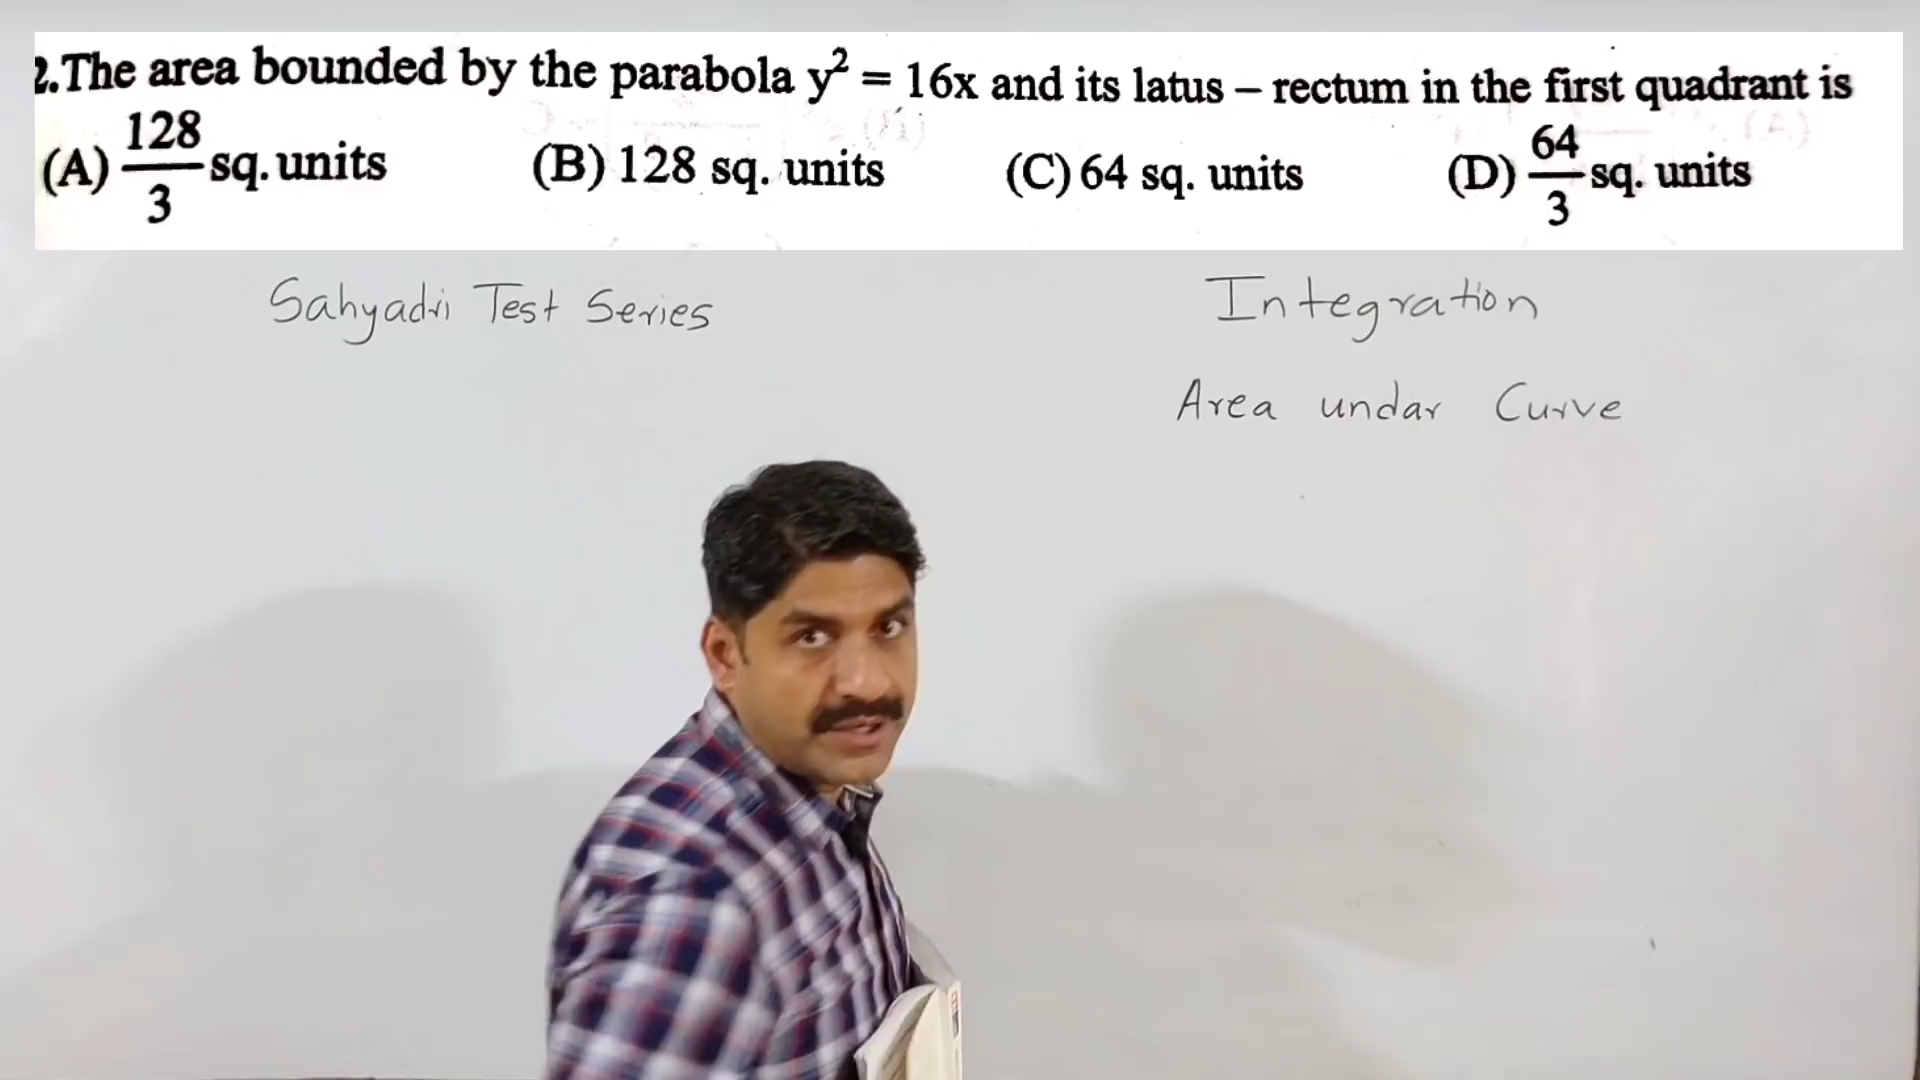 2.The area bounded by the parabola y² = 16x and its latus – rectum in the first quadrant is
(A) 128/3 sq. units (B) 128 sq. units (C) 64 sq. units (D) 64/3 sq. units
Sahyadri Test Series
Integration
Area undar Curve